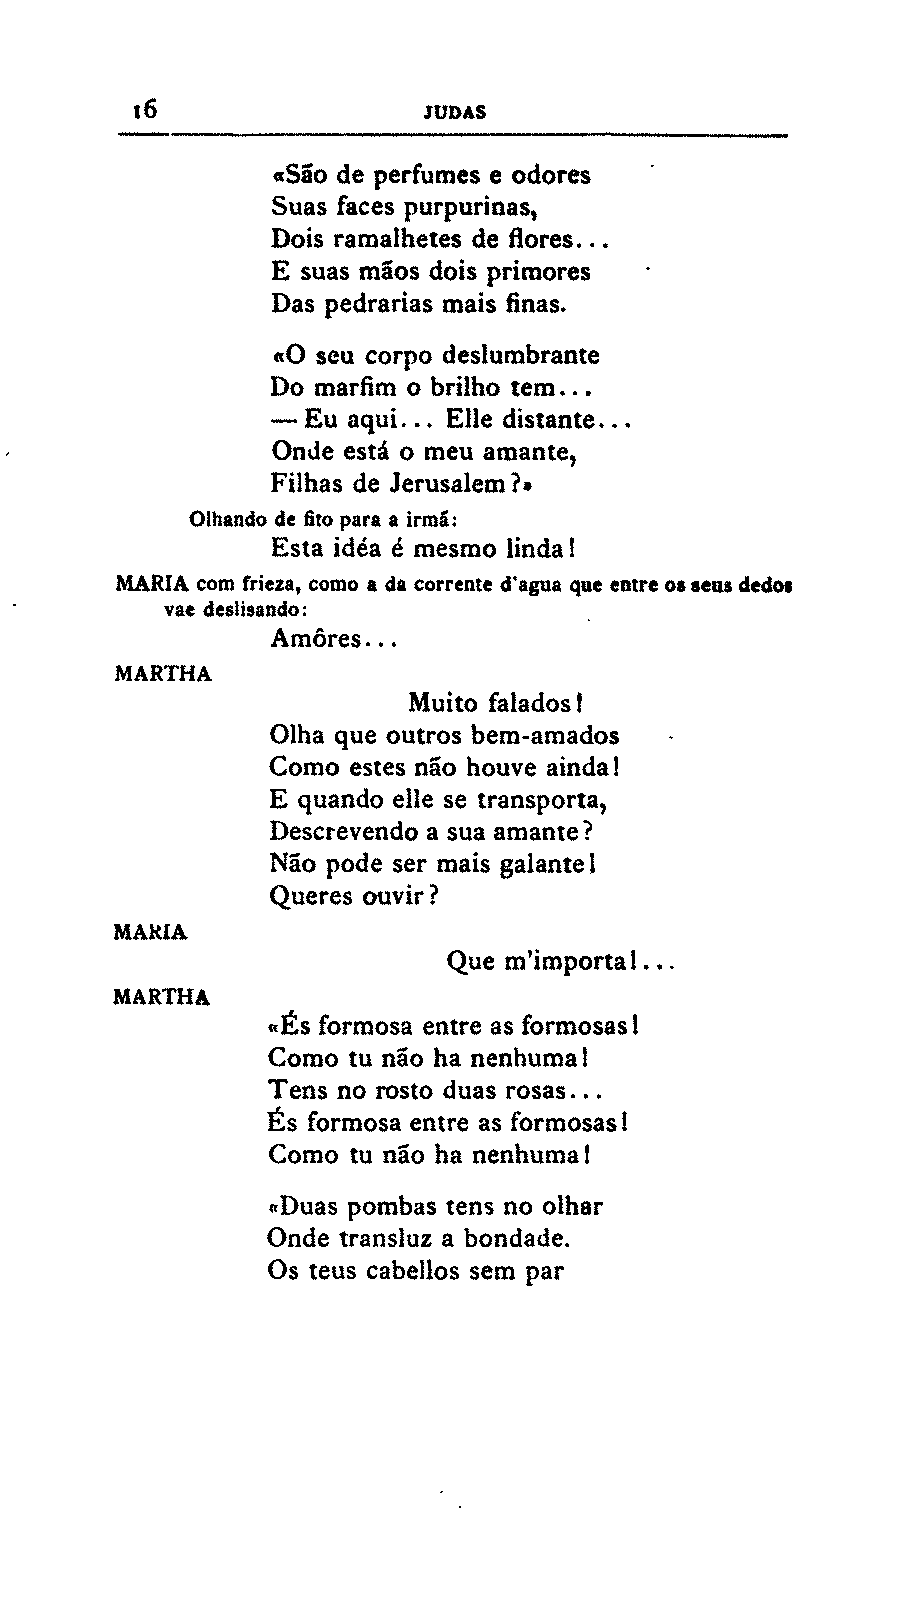 16 JUDAS
«São de perfumes e odores
Suas faces purpurinas,
Dois ramalhetes de flores...
E suas mãos dois primores
Das pedrarias mais finas.
«O seu corpo deslumbrante
Do marfim o brilho tem...
— Eu aqui... Elle distante...
Onde está o meu amante,
Filhas de Jerusalem?»
Olhando de fito para a irmã:
Esta idéa é mesmo linda!
MARIA com frieza, como a da corrente d'agua que entre os seus dedos
vae deslisando:
Amôres...
MARTHA
Muito falados!
Olha que outros bem-amados
Como estes não houve ainda!
E quando elle se transporta,
Descrevendo a sua amante?
Não pode ser mais galante!
Queres ouvir?
MARIA
Que m'importa!...
MARTHA
«És formosa entre as formosas!
Como tu não ha nenhuma!
Tens no rosto duas rosas...
És formosa entre as formosas!
Como tu não ha nenhuma!
«Duas pombas tens no olhar
Onde transluz a bondade.
Os teus cabellos sem par